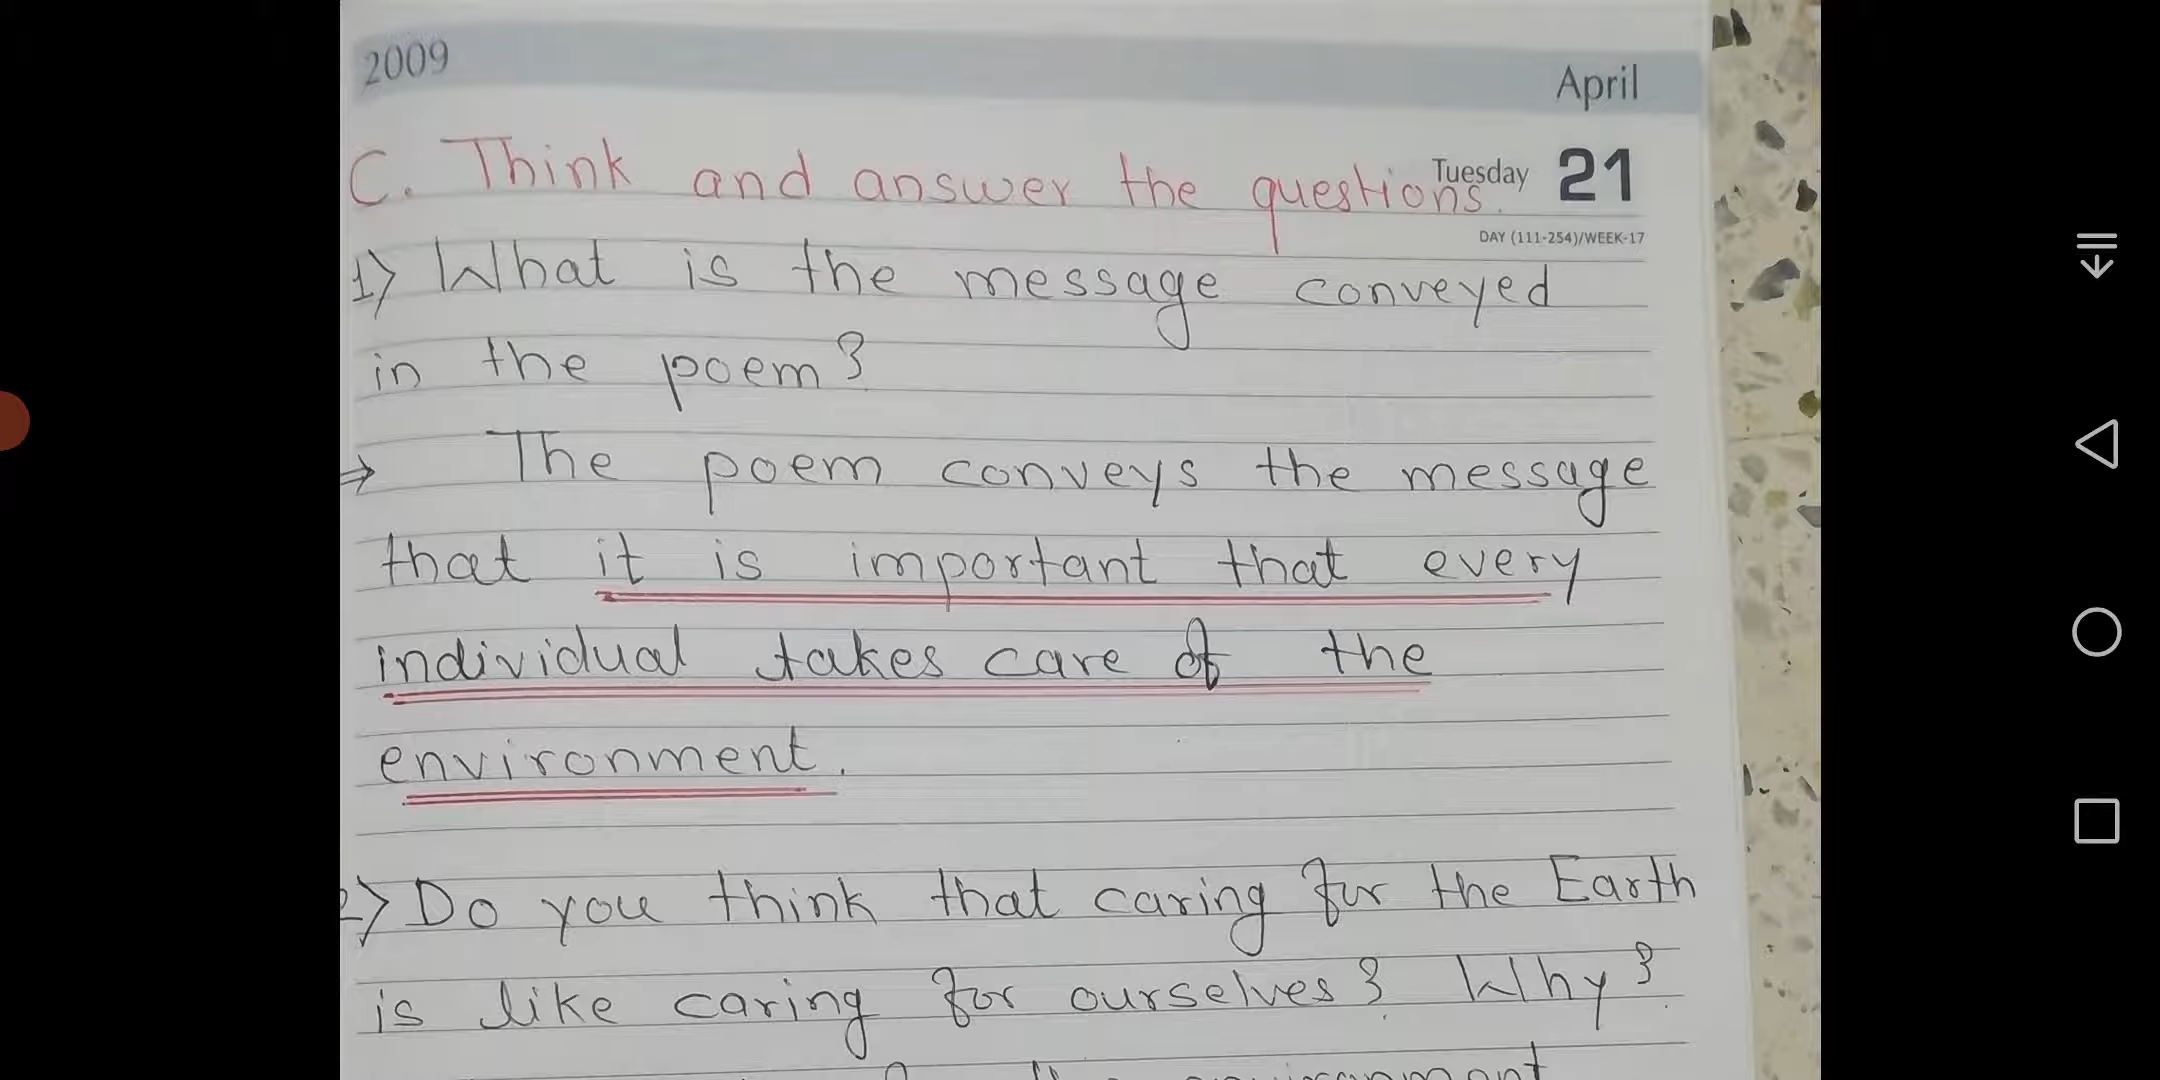 2009
April
C. Think and answer the questions.
Tuesday 21
DAY (111-254)/WEEK-17
1) What is the message conveyed
in the poem?
⇒ The poem conveys the message
that it is important that every
individual takes care of the
environment.
2) Do you think that caring for the Earth
is like caring for ourselves? Why?
environment